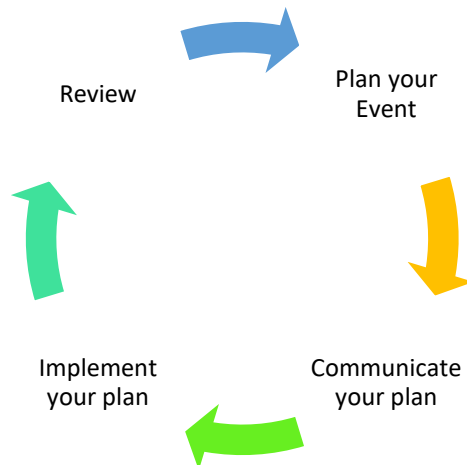 Review
Plan your
Event
Implement
your plan
Communicate
your plan